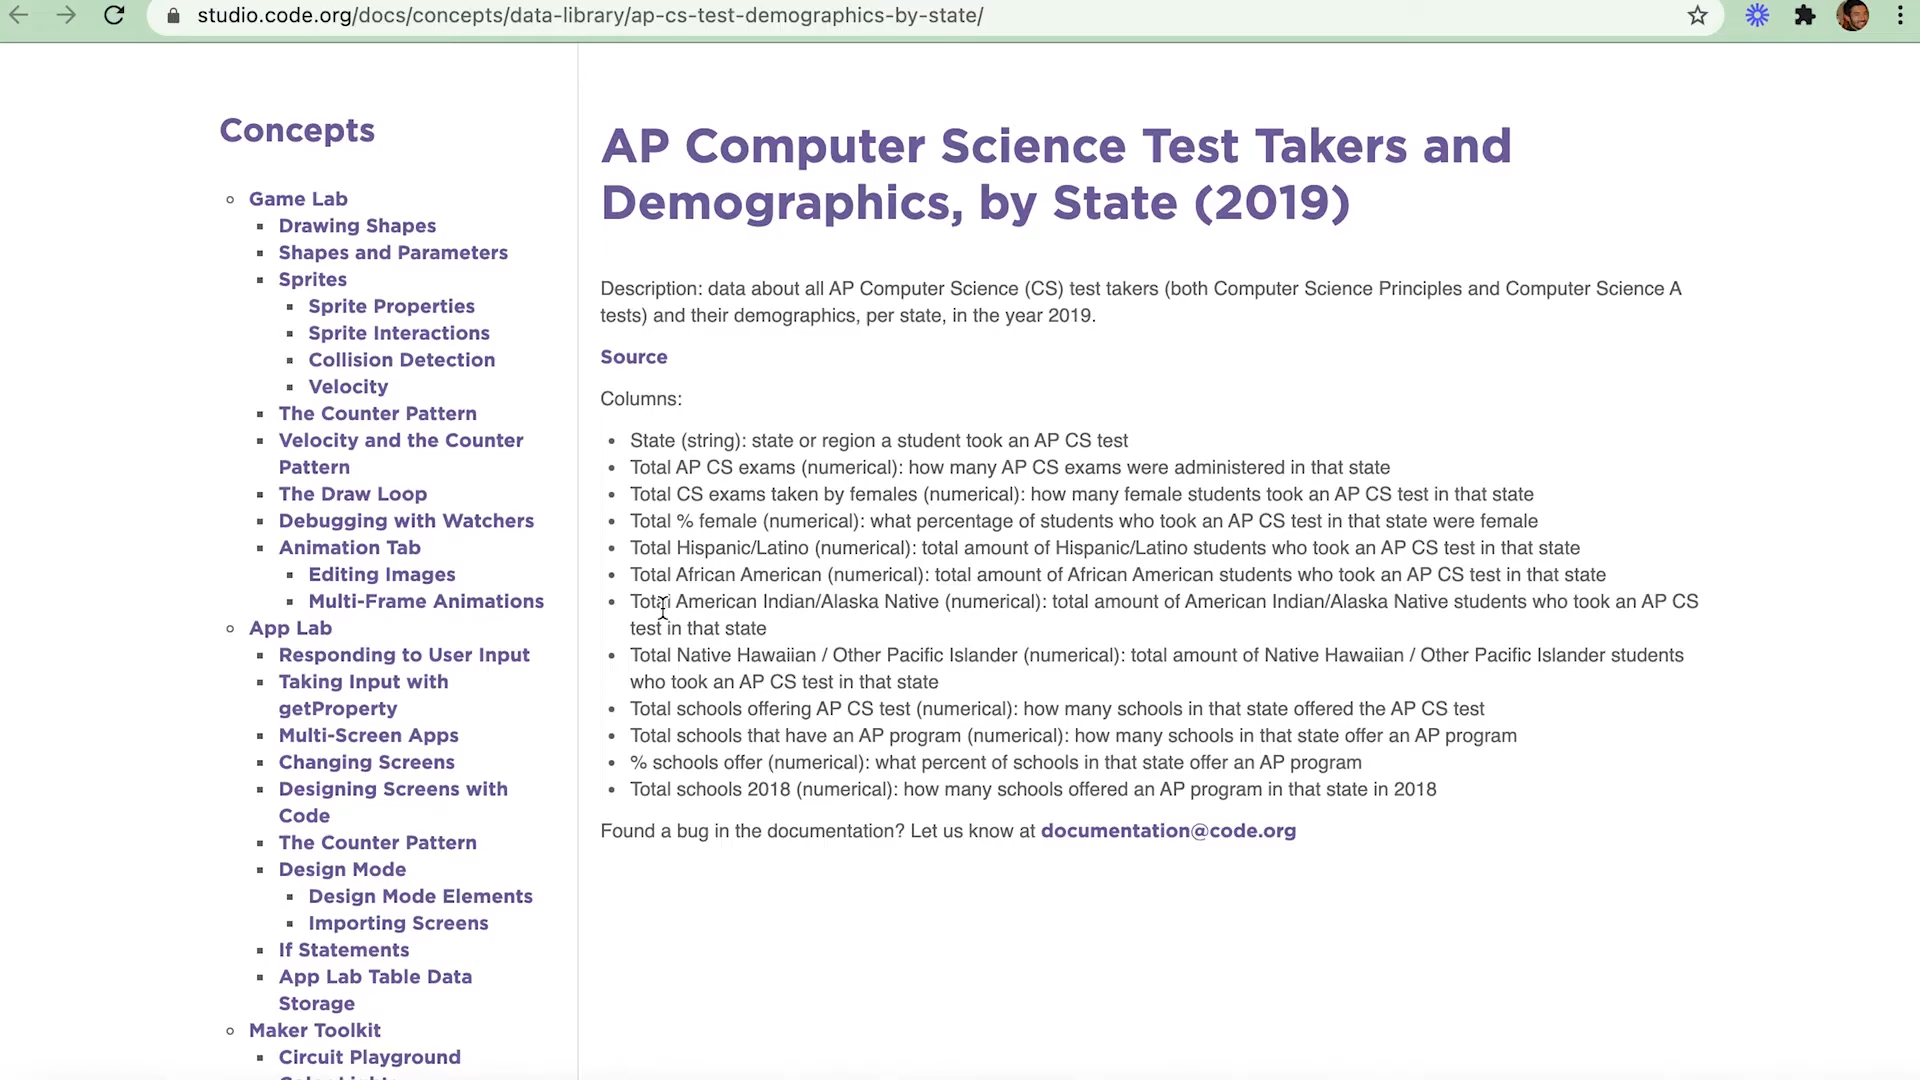 studio.code.org/docs/concepts/data-library/ap-cs-test-demographics-by-state/
Concepts
Game Lab
Drawing Shapes
Shapes and Parameters
Sprites
Sprite Properties
Sprite Interactions
Collision Detection
Velocity
The Counter Pattern
Velocity and the Counter
Pattern
The Draw Loop
Debugging with Watchers
Animation Tab
Editing Images
Multi-Frame Animations
App Lab
Responding to User Input
Taking Input with
getProperty
Multi-Screen Apps
Changing Screens
Designing Screens with
Code
The Counter Pattern
Design Mode
Design Mode Elements
Importing Screens
If Statements
App Lab Table Data
Storage
Maker Toolkit
Circuit Playground
AP Computer Science Test Takers and
Demographics, by State (2019)
Description: data about all AP Computer Science (CS) test takers (both Computer Science Principles and Computer Science A
tests) and their demographics, per state, in the year 2019.
Source
Columns:
State (string): state or region a student took an AP CS test
Total AP CS exams (numerical): how many AP CS exams were administered in that state
Total CS exams taken by females (numerical): how many female students took an AP CS test in that state
Total % female (numerical): what percentage of students who took an AP CS test in that state were female
Total Hispanic/Latino (numerical): total amount of Hispanic/Latino students who took an AP CS test in that state
Total African American (numerical): total amount of African American students who took an AP CS test in that state
Total American Indian/Alaska Native (numerical): total amount of American Indian/Alaska Native students who took an AP CS
test in that state
Total Native Hawaiian / Other Pacific Islander (numerical): total amount of Native Hawaiian / Other Pacific Islander students
who took an AP CS test in that state
Total schools offering AP CS test (numerical): how many schools in that state offered the AP CS test
Total schools that have an AP program (numerical): how many schools in that state offer an AP program
% schools offer (numerical): what percent of schools in that state offer an AP program
Total schools 2018 (numerical): how many schools offered an AP program in that state in 2018
Found a bug in the documentation? Let us know at documentation@code.org